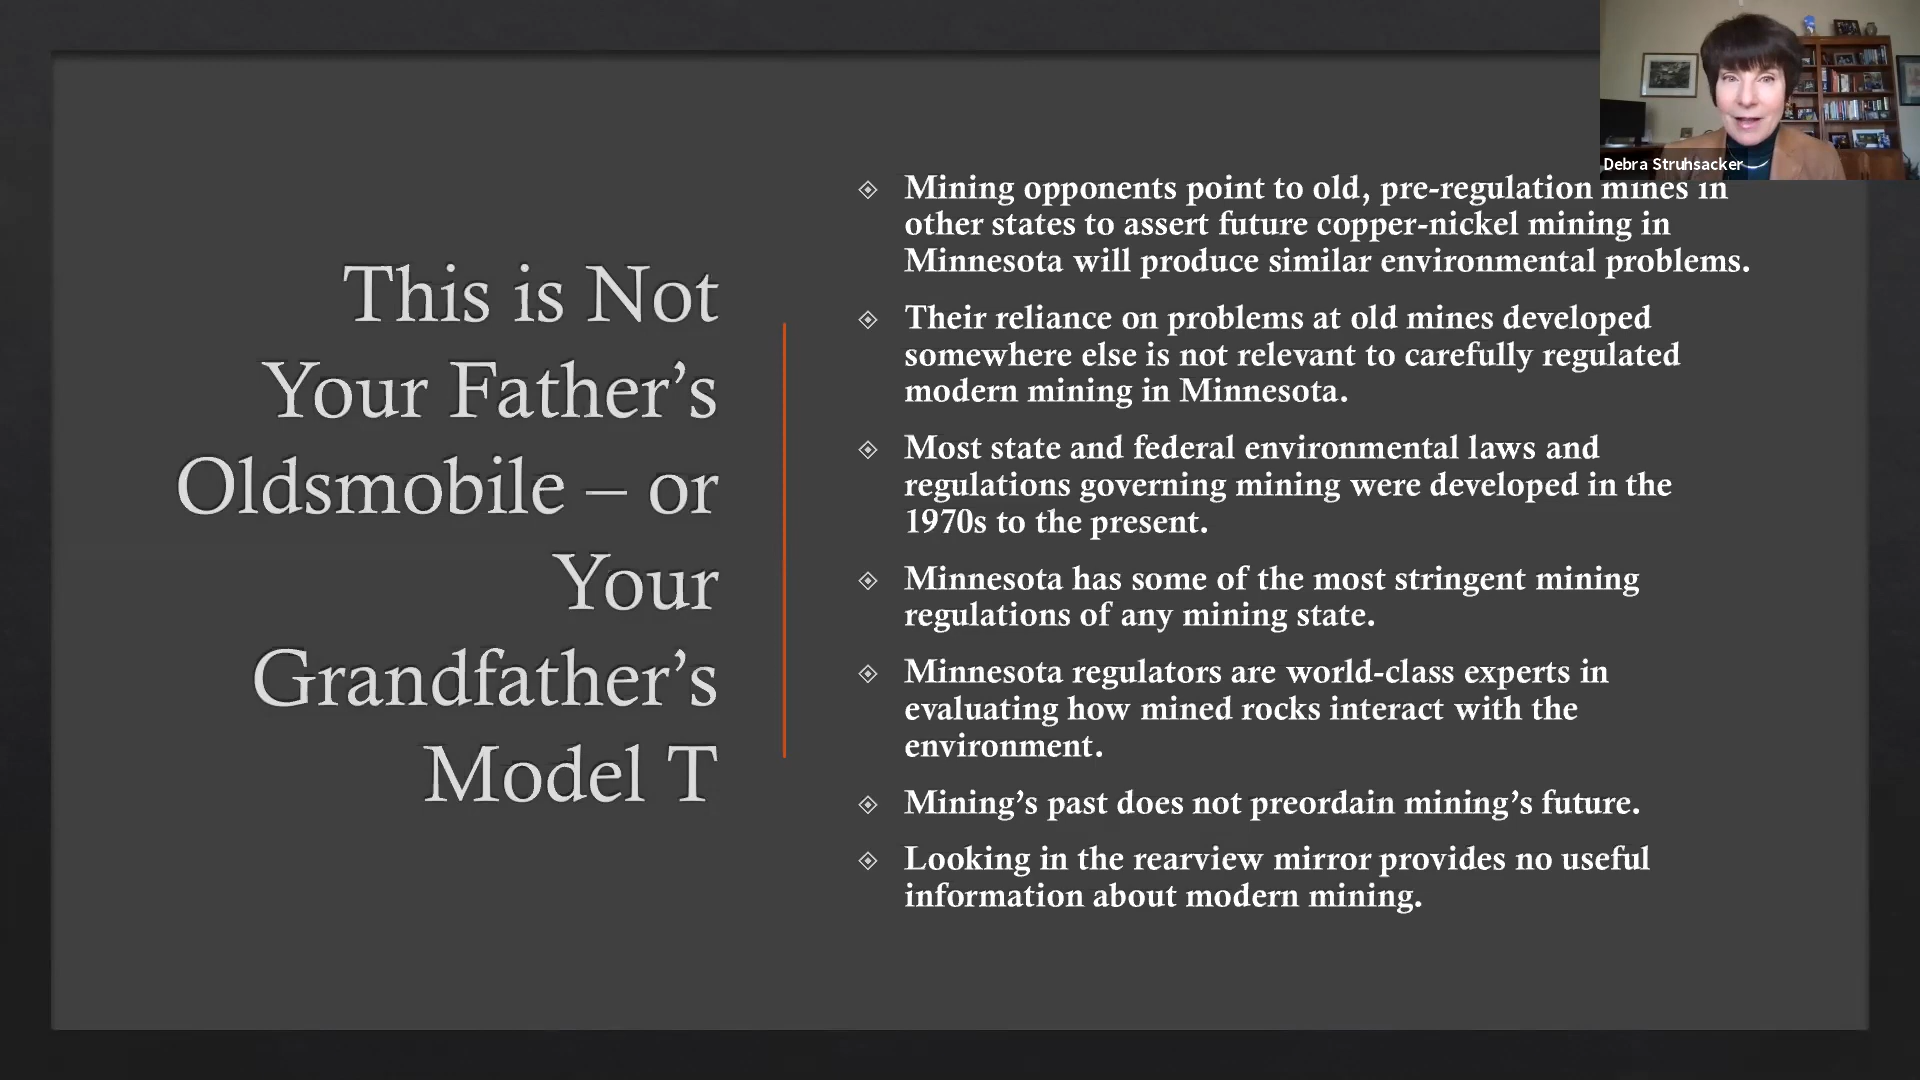 This is Not
Your Father’s
Oldsmobile – or
Your
Grandfather’s
Model T
Mining opponents point to old, pre-regulation mines in
other states to assert future copper-nickel mining in
Minnesota will produce similar environmental problems.
Their reliance on problems at old mines developed
somewhere else is not relevant to carefully regulated
modern mining in Minnesota.
Most state and federal environmental laws and
regulations governing mining were developed in the
1970s to the present.
Minnesota has some of the most stringent mining
regulations of any mining state.
Minnesota regulators are world-class experts in
evaluating how mined rocks interact with the
environment.
Mining’s past does not preordain mining’s future.
Looking in the rearview mirror provides no useful
information about modern mining.
Debra Struhsacker